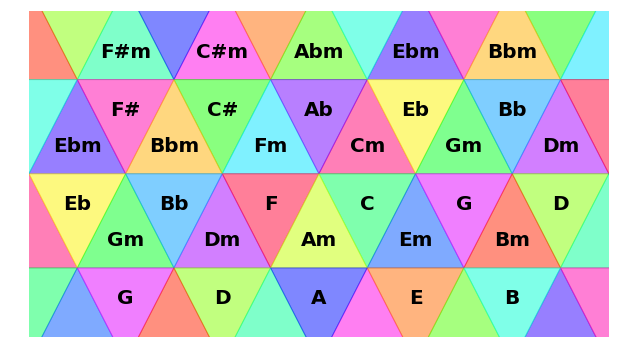 F#m C#m Abm Ebm Bbm
F# C# Ab Eb Bb
Ebm Bbm Fm Cm Gm Dm
Eb Bb F C G D
Gm Dm Am Em Bm
G D A E B